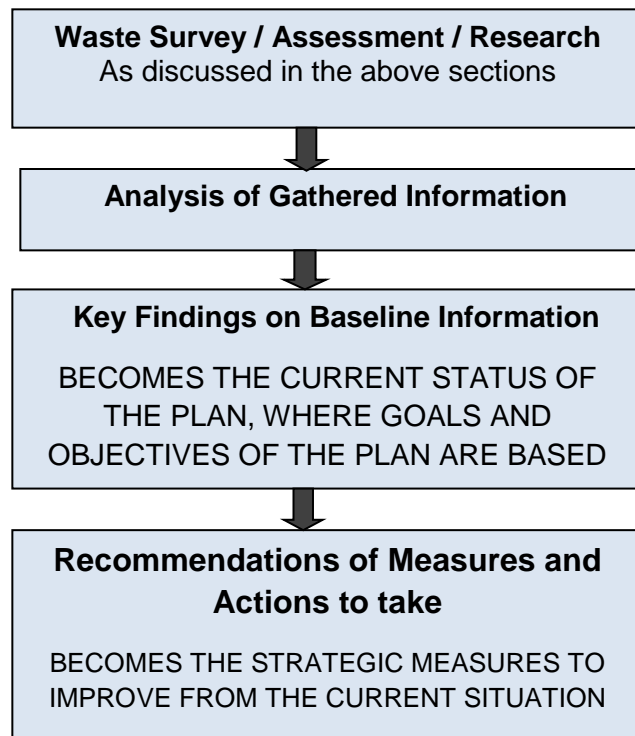 Waste Survey / Assessment / Research
As discussed in the above sections
Analysis of Gathered Information
Key Findings on Baseline Information
BECOMES THE CURRENT STATUS OF
THE PLAN, WHERE GOALS AND
OBJECTIVES OF THE PLAN ARE BASED
Recommendations of Measures and
Actions to take
BECOMES THE STRATEGIC MEASURES TO
IMPROVE FROM THE CURRENT SITUATION